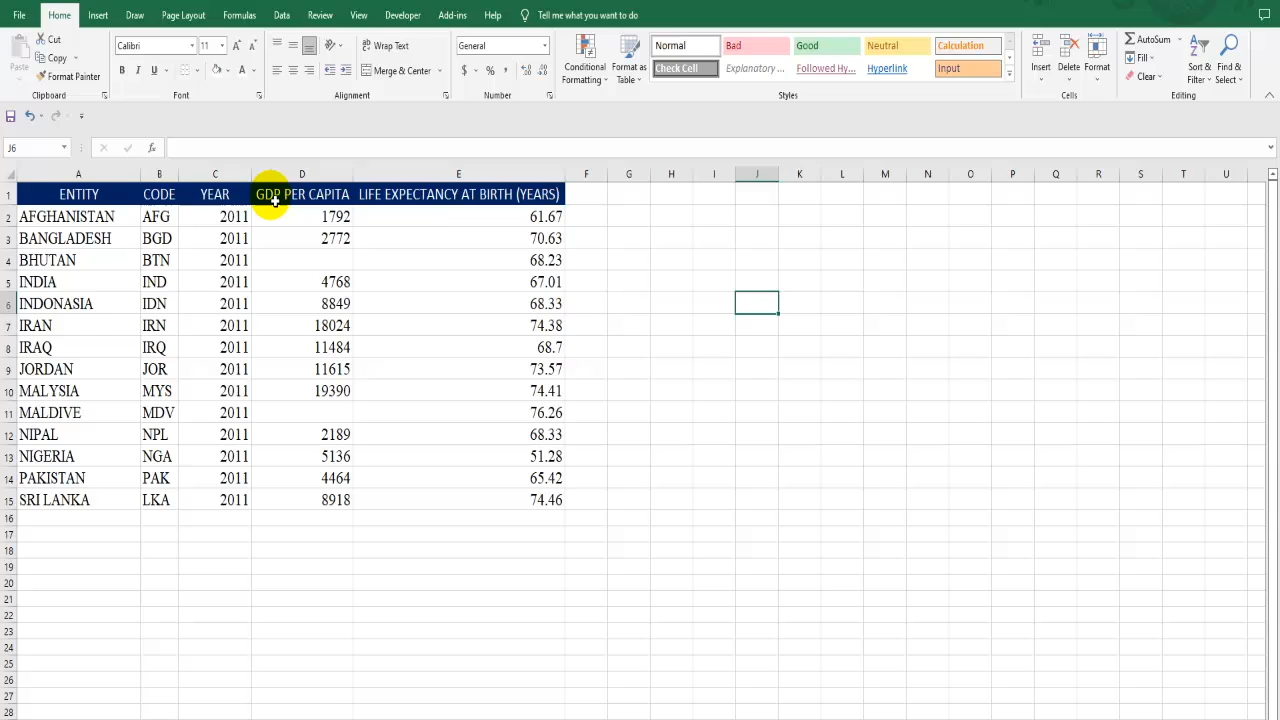 File Home Insert Draw Page Layout Formulas Data Review View Developer Add-ins Help Tell me what you want to do
Cut
Copy
Format Painter
Paste
Clipboard
Calibri 11
B I U
Font
Wrap Text
Merge & Center
Alignment
General
$ % ,
Number
Conditional Formatting
Format as Table
Normal Bad Good Neutral Calculation
Check Cell Explanatory ... Followed Hy... Hyperlink Input
Styles
Insert Delete Format
Cells
AutoSum
Fill
Clear
Sort & Filter
Find & Select
Editing
J6 fx
A B C D E F G H I J K L M N O P Q R S T U
1 ENTITY CODE YEAR GDP PER CAPITA LIFE EXPECTANCY AT BIRTH (YEARS)
2 AFGHANISTAN AFG 2011 1792 61.67
3 BANGLADESH BGD 2011 2772 70.63
4 BHUTAN BTN 2011 68.23
5 INDIA IND 2011 4768 67.01
6 INDONASIA IDN 2011 8849 68.33
7 IRAN IRN 2011 18024 74.38
8 IRAQ IRQ 2011 11484 68.7
9 JORDAN JOR 2011 11615 73.57
10 MALYSIA MYS 2011 19390 74.41
11 MALDIVE MDV 2011 76.26
12 NIPAL NPL 2011 2189 68.33
13 NIGERIA NGA 2011 5136 51.28
14 PAKISTAN PAK 2011 4464 65.42
15 SRI LANKA LKA 2011 8918 74.46
16
17
18
19
20
21
22
23
24
25
26
27
28